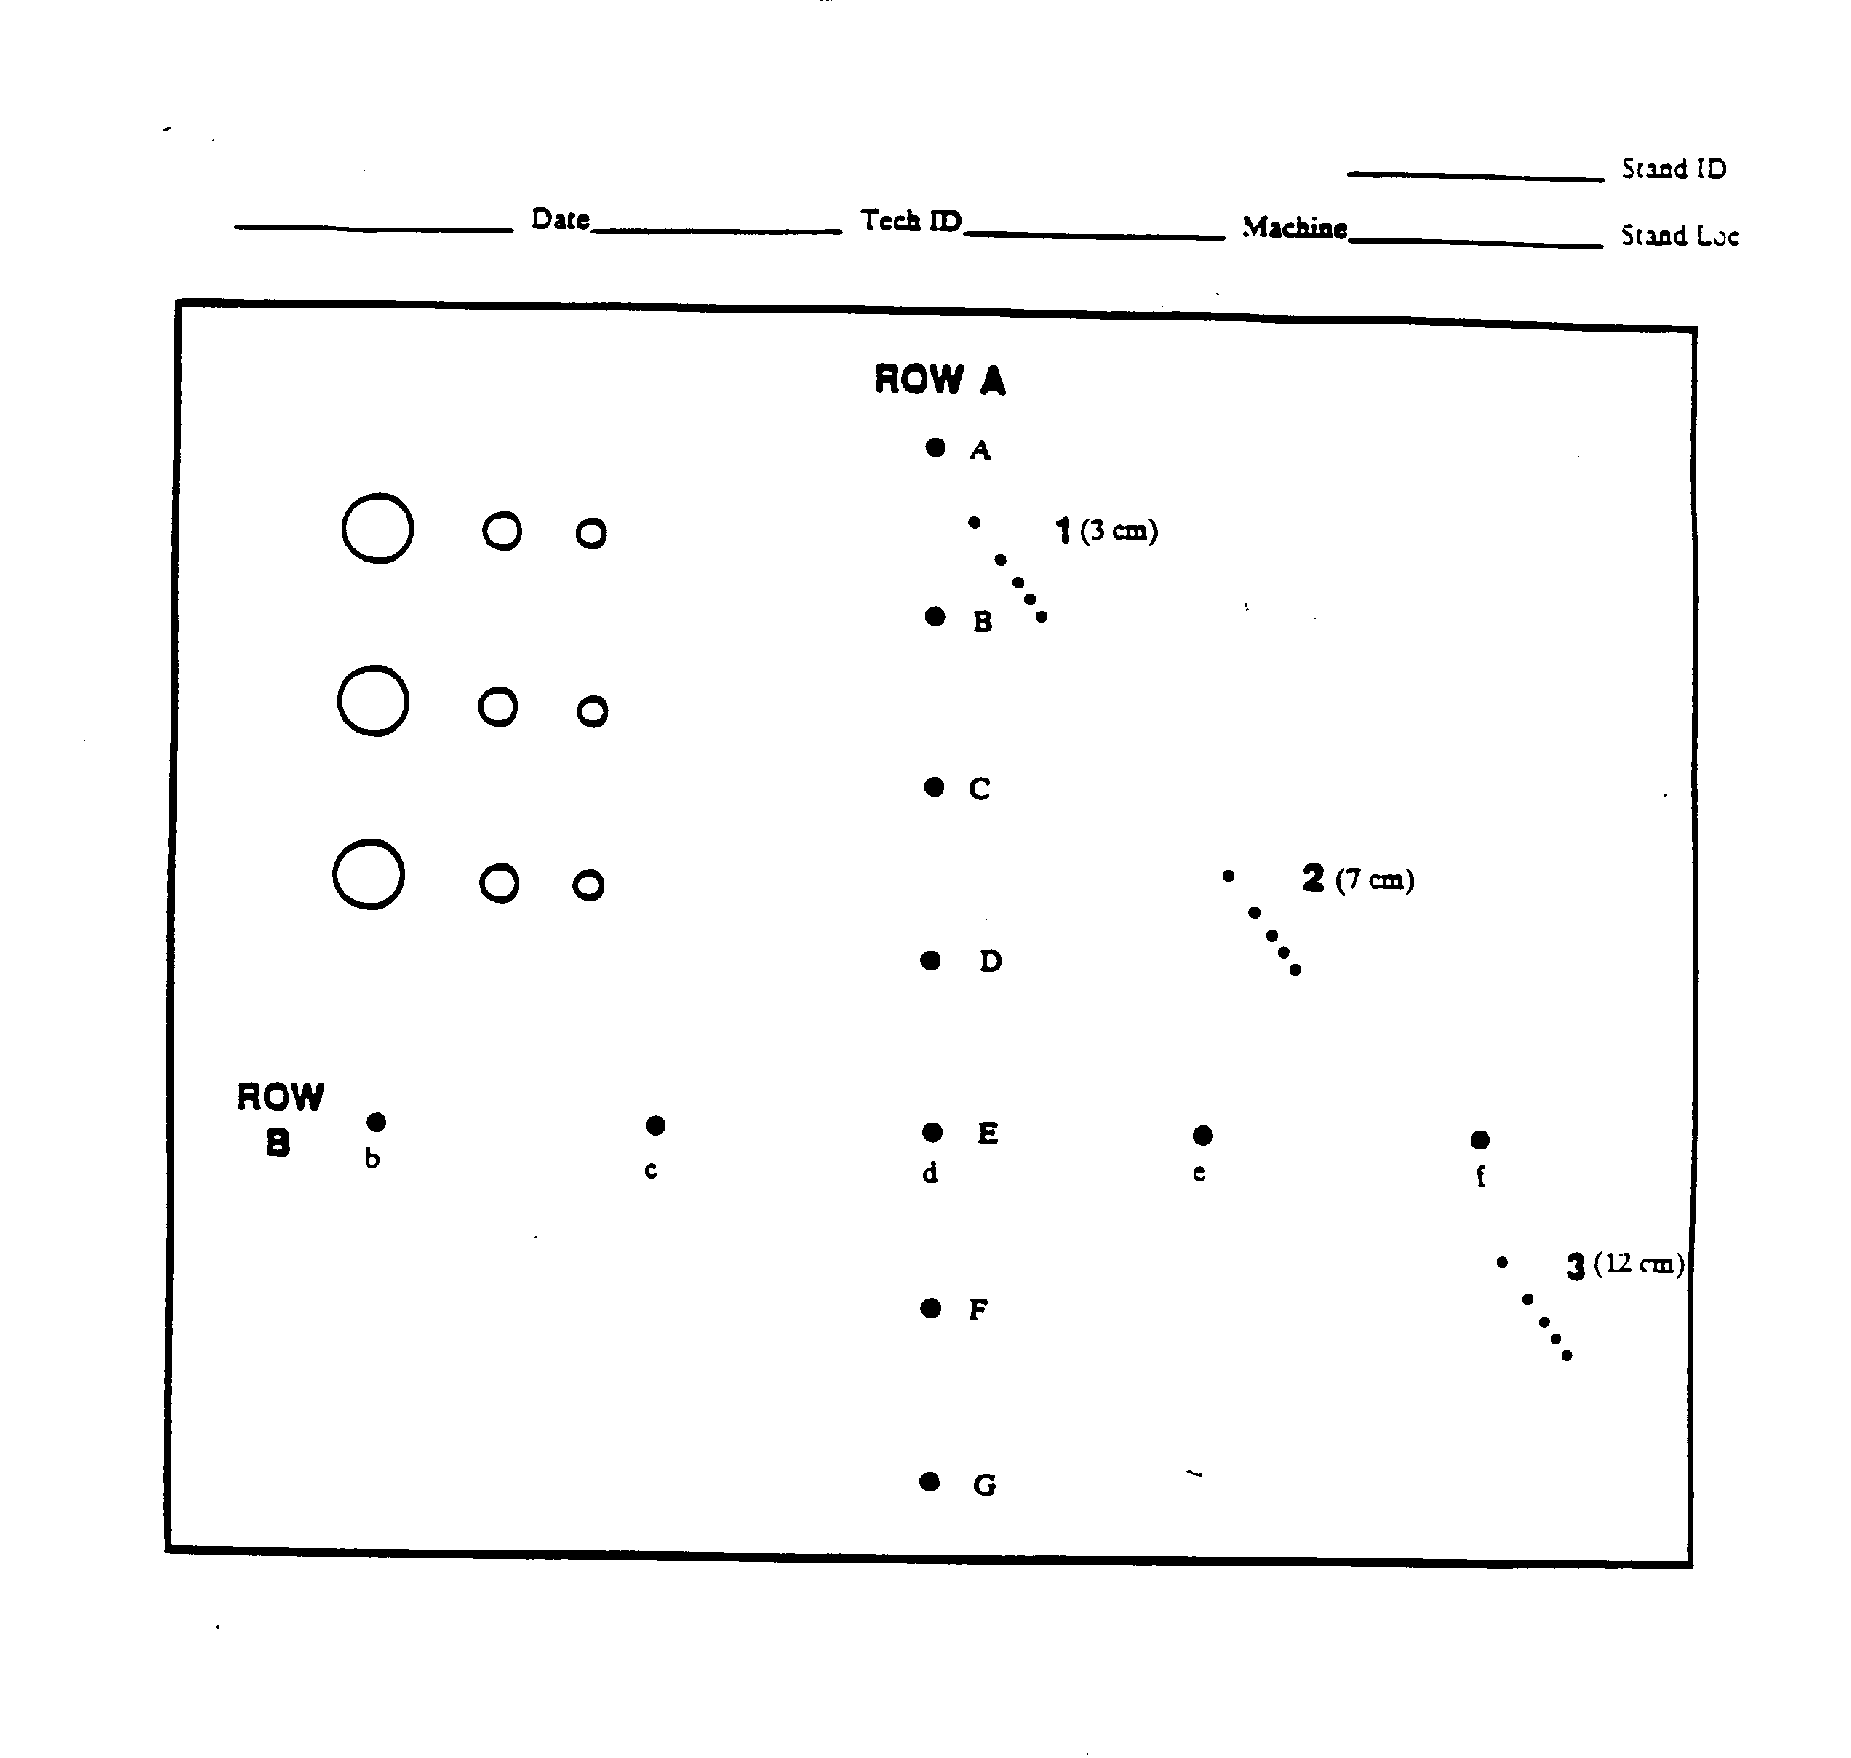 Stand ID
Date Tech ID Machine Stand Loc
ROW A
A
1 (3 cm)
B
C
2 (7 cm)
D
ROW
B
E
b c d e f
3 (12 cm)
F
G